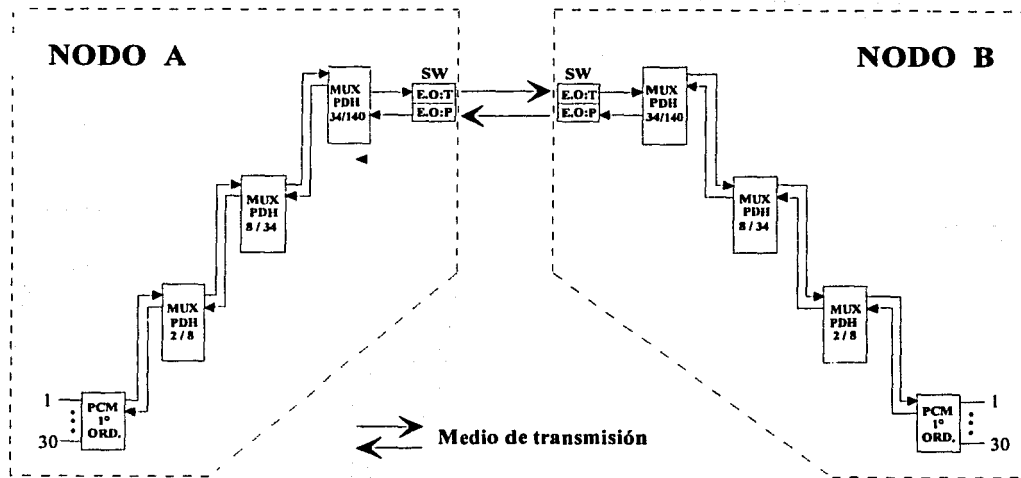 NODO A
NODO B
SW
SW
MUX
PDH
34/140
E.O:T
E.O:P
E.O:T
E.O:P
MUX
PDH
34/140
MUX
PDH
8 / 34
MUX
PDH
8 / 34
MUX
PDH
2 / 8
MUX
PDH
2 / 8
1
30
PCM
1°
ORD.
Medio de transmisión
PCM
1°
ORD.
1
30